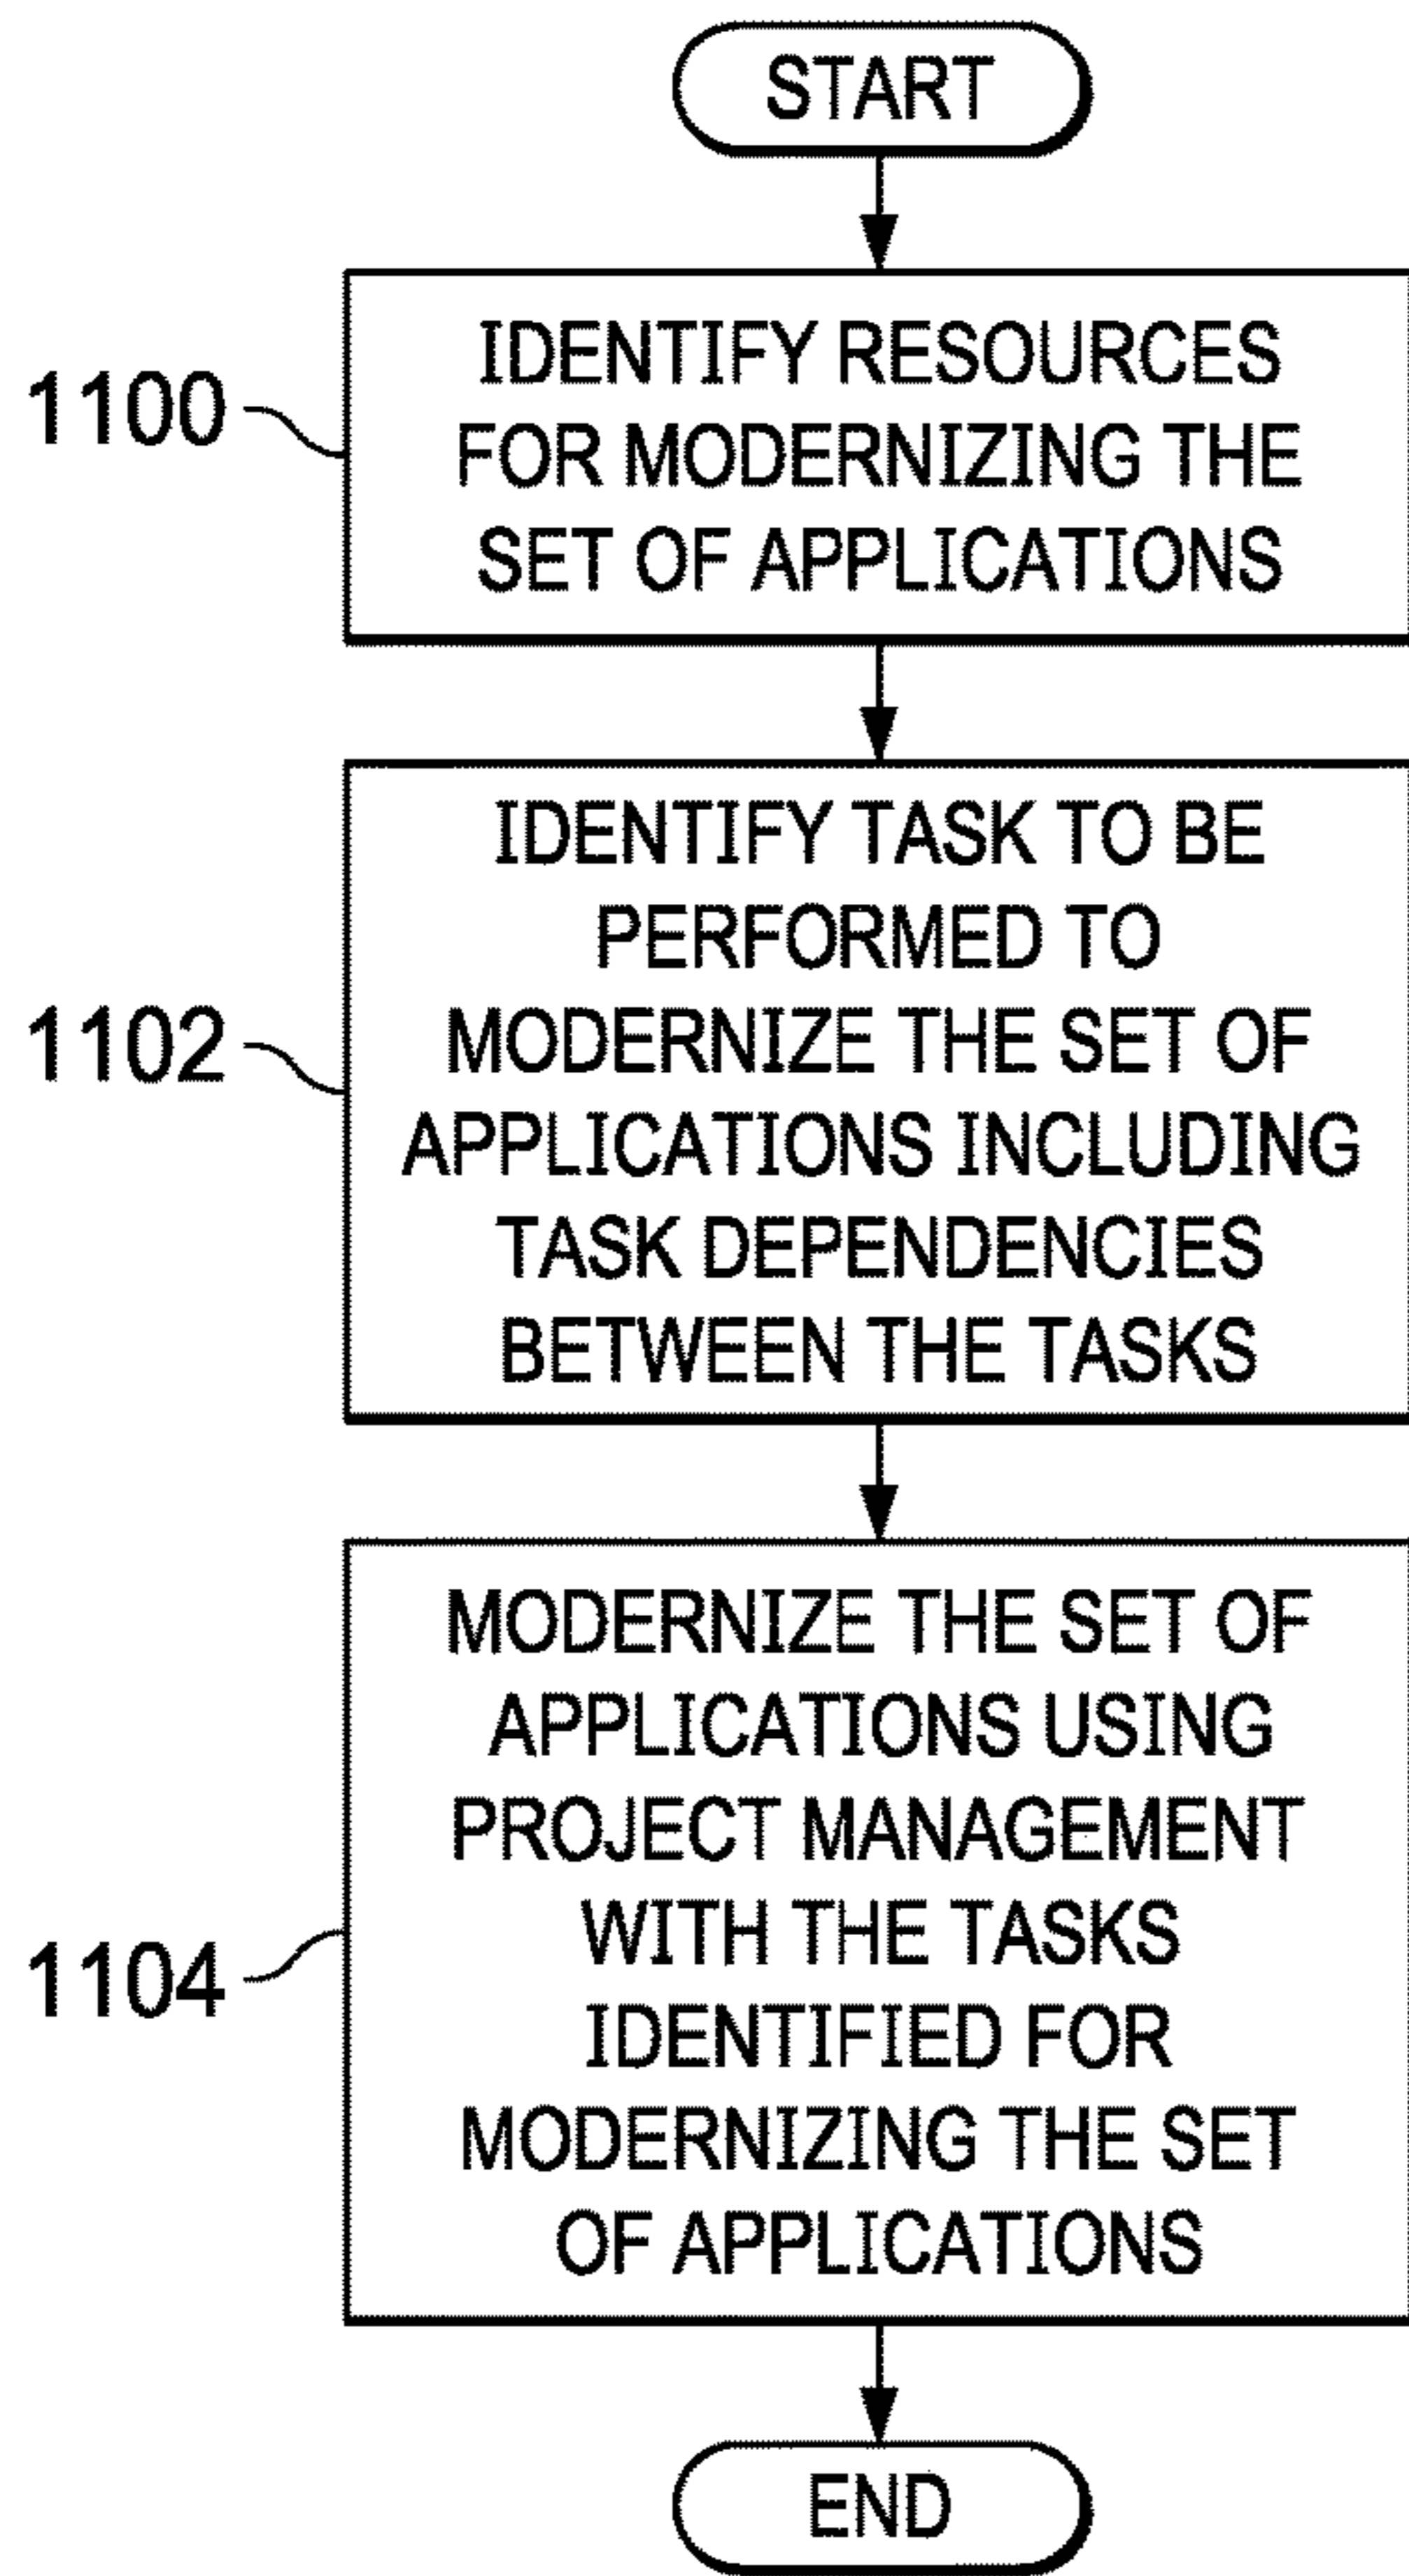 START
1100
IDENTIFY RESOURCES
FOR MODERNIZING THE
SET OF APPLICATIONS
1102
IDENTIFY TASK TO BE
PERFORMED TO
MODERNIZE THE SET OF
APPLICATIONS INCLUDING
TASK DEPENDENCIES
BETWEEN THE TASKS
1104
MODERNIZE THE SET OF
APPLICATIONS USING
PROJECT MANAGEMENT
WITH THE TASKS
IDENTIFIED FOR
MODERNIZING THE SET
OF APPLICATIONS
END